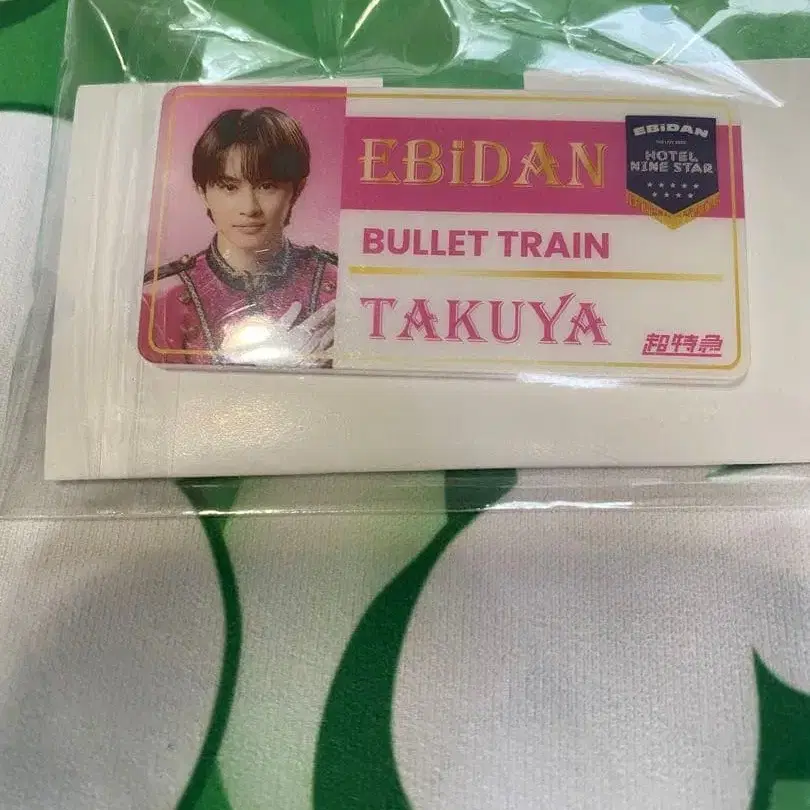 EBiDAN
BULLET TRAIN
TAKUYA
超特急
EBiDAN
HOTEL
NINE STAR